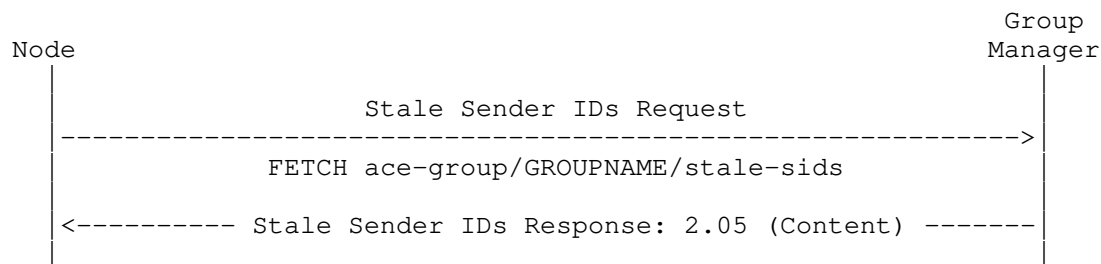 Group
Node Manager
Stale Sender IDs Request
FETCH ace-group/GROUPNAME/stale-sids
Stale Sender IDs Response: 2.05 (Content)